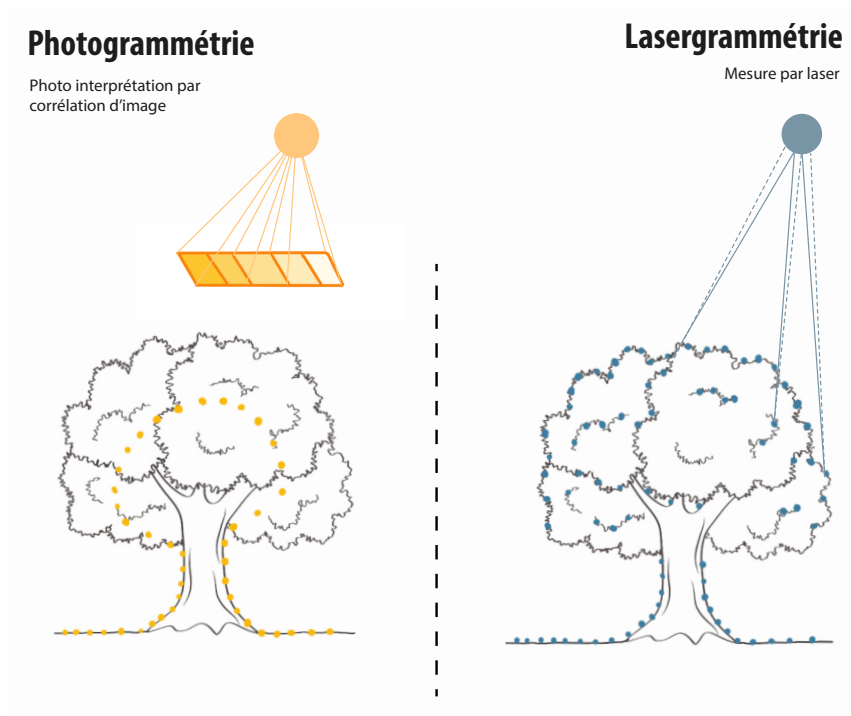 Photogrammétrie
Photo interprétation par
corrélation d'image
Lasergrammétrie
Mesure par laser